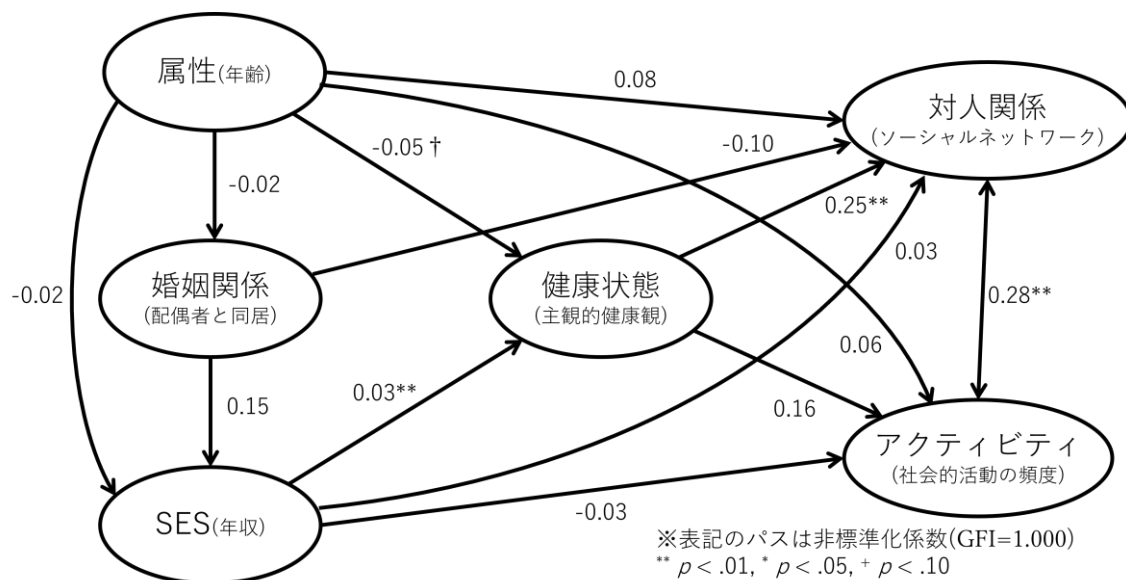 属性(年齢)
0.08
対人関係
(ソーシャルネットワーク)
-0.05 †
-0.10
-0.02
0.25**
婚姻関係
(配偶者と同居)
健康状態
(主観的健康観)
0.03
-0.02
0.28**
0.06
0.15
0.03**
0.16
アクティビティ
(社会的活動の頻度)
SES(年収)
-0.03
※表記のパスは非標準化係数(GFI=1.000)
** p < .01, * p < .05, + p < .10